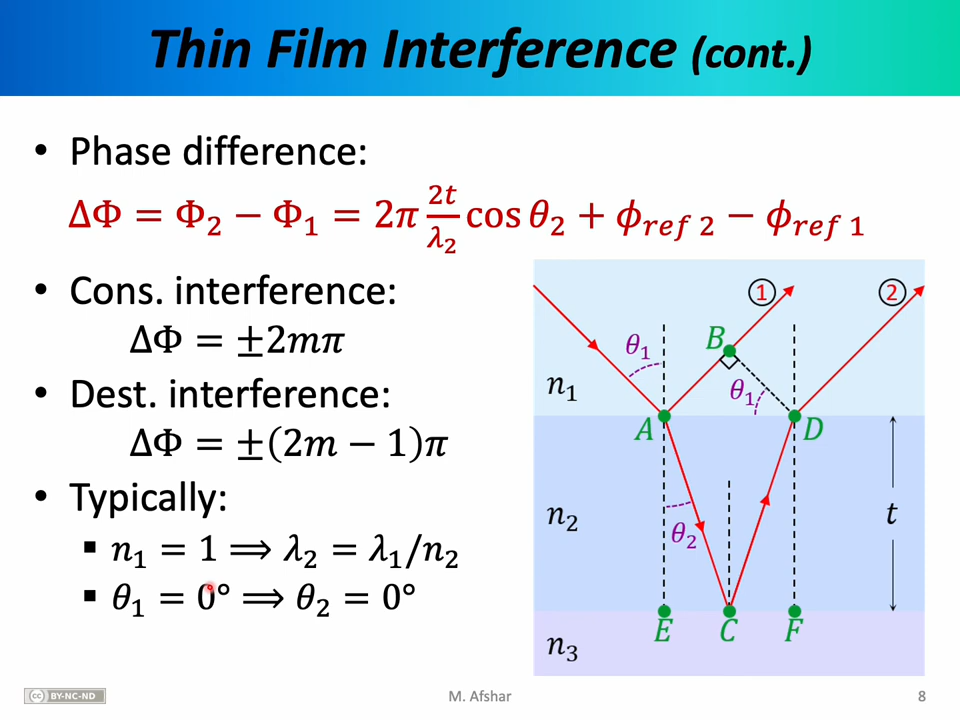 Thin Film Interference (cont.)
• Phase difference:
ΔΦ = Φ₂ − Φ₁ = 2π 2t/λ₂ cos θ₂ + ϕ_ref 2 − ϕ_ref 1
• Cons. interference:
ΔΦ = ±2mπ
• Dest. interference:
ΔΦ = ±(2m − 1)π
• Typically:
▪ n₁ = 1 ⟹ λ₂ = λ₁/n₂
▪ θ₁ = 0° ⟹ θ₂ = 0°
① ②
θ₁ B
n₁ θ₁
A D
n₂ t
θ₂
E C F
n₃
CC BY-NC-ND
M. Afshar
8